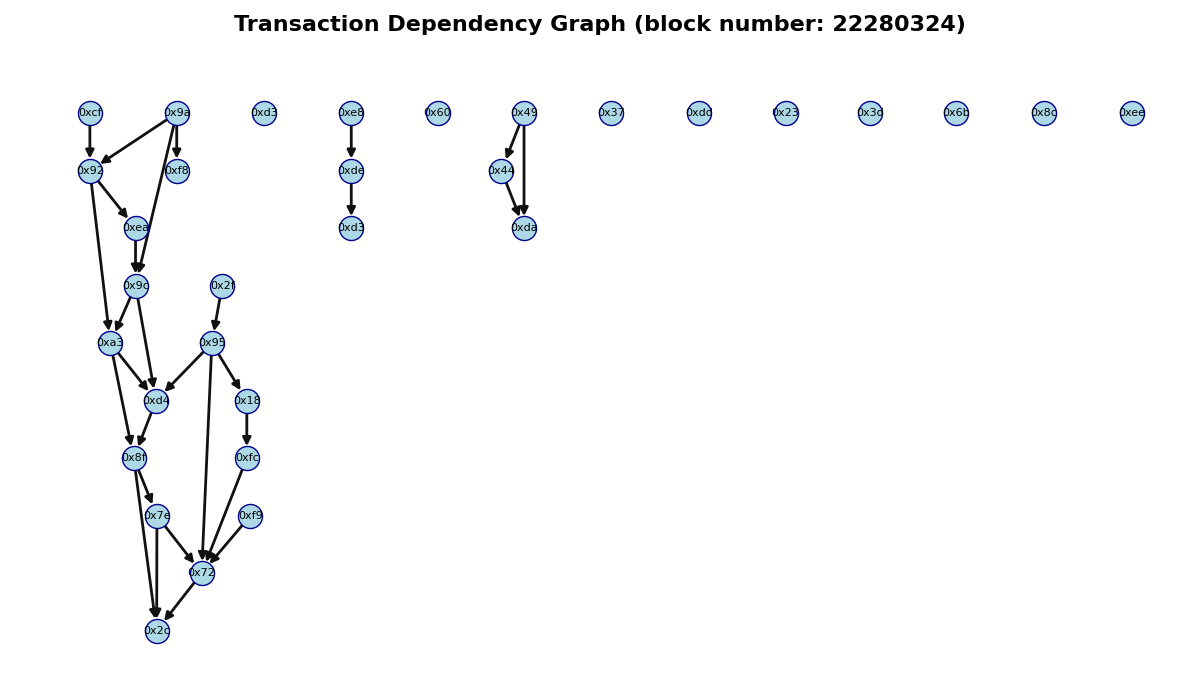 Transaction Dependency Graph (block number: 22280324)
0xcf 0x9a 0xd3 0xe8 0x60 0x49 0x37 0xdd 0x23 0x3d 0x6b 0x8c 0xee
0x92 0xf8 0xde 0x44
0xea 0xd3 0xda
0x9c 0x2f
0xa3 0x95
0xd4 0x18
0x8f 0xfc
0x7e 0xf9
0x72
0x2c